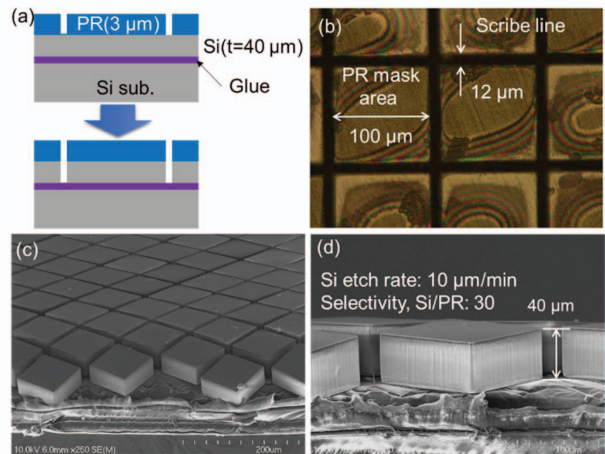 (a)
PR(3 μm)
Si(t=40 μm)
Si sub.
Glue
(b)
Scribe line
PR mask
area
12 μm
100 μm
(c)
10.0kV 6.0mm x250 SE(M)
200um
(d)
Si etch rate: 10 μm/min
Selectivity, Si/PR: 30
40 μm